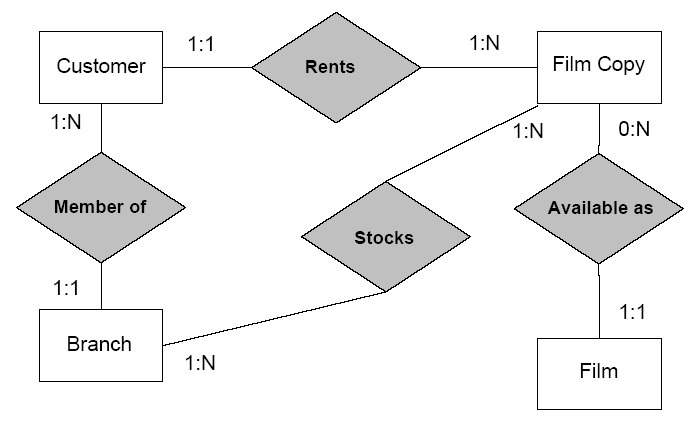 Customer
1:1
Rents
1:N
Film Copy
1:N
1:N
0:N
Member of
Stocks
Available as
1:1
Branch
1:N
1:1
Film